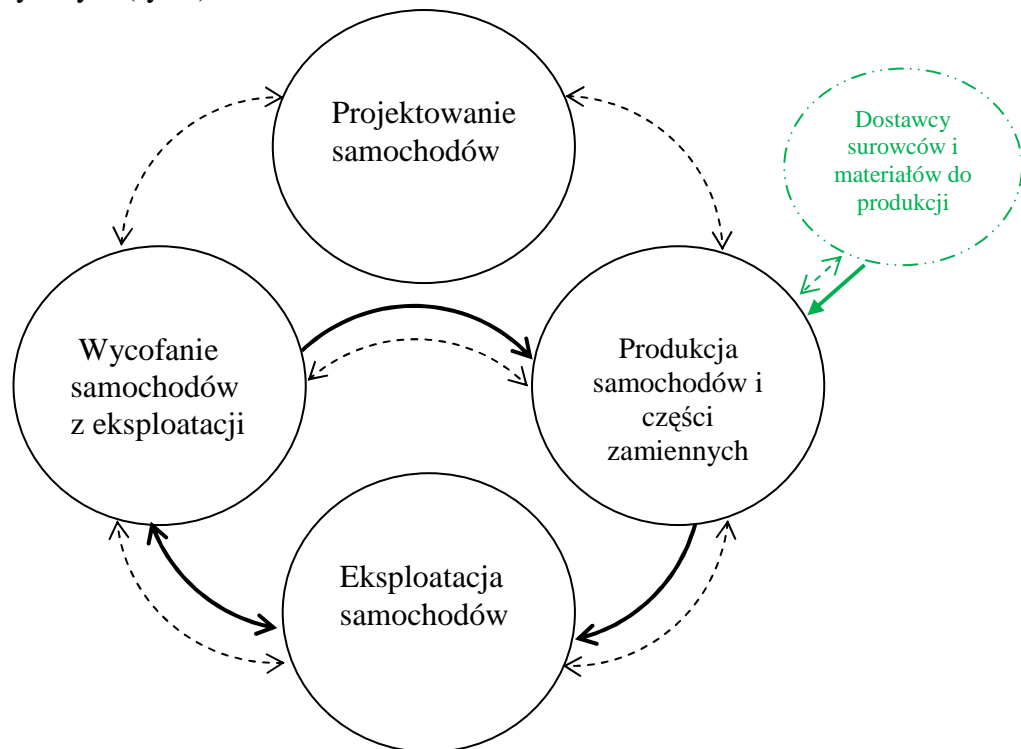 Projektowanie
samochodów
Dostawcy
surowców i
materiałów do
produkcji
Wycofanie
samochodów
z eksploatacji
Produkcja
samochodów i
części
zamiennych
Eksploatacja
samochodów